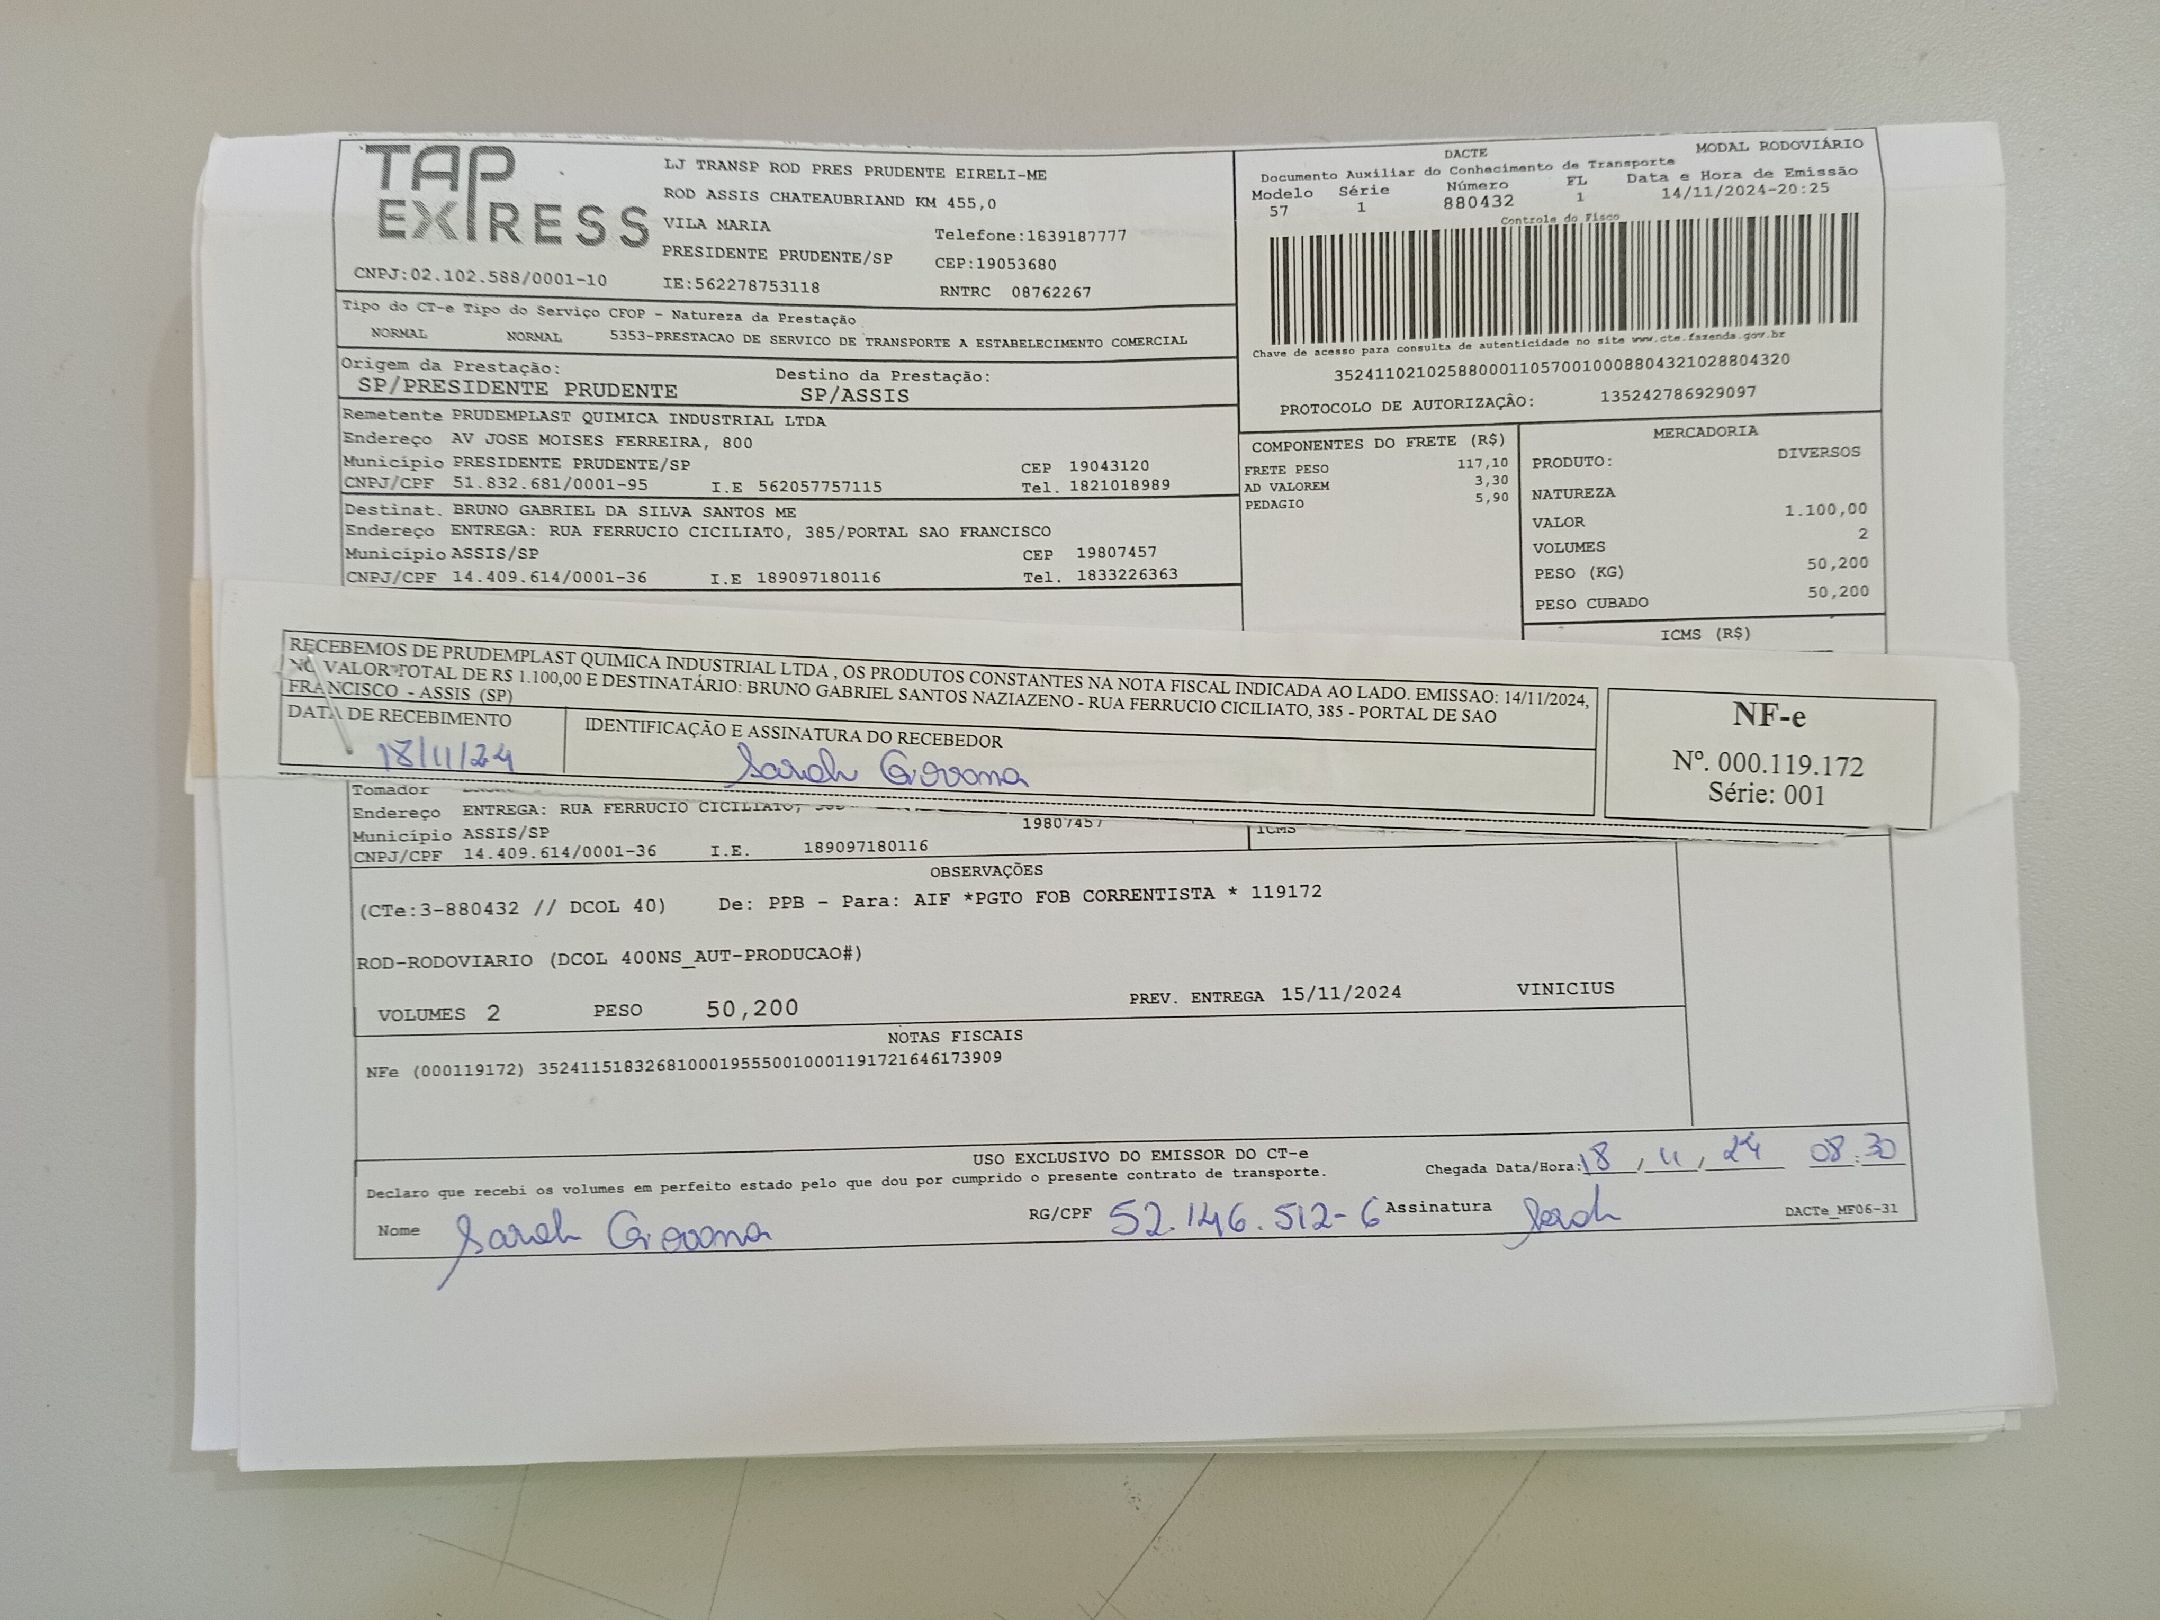 TAP EXPRESS
LJ TRANSP ROD PRES PRUDENTE EIRELI-ME
ROD ASSIS CHATEAUBRIAND KM 455,0
VILA MARIA
Telefone:1839187777
PRESIDENTE PRUDENTE/SP CEP:19053680
CNPJ:02.102.588/0001-10 IE:562278753118 RNTRC 08762267
DACTE MODAL RODOVIÁRIO
Documento Auxiliar do Conhecimento de Transporte
Modelo Série Número FL Data e Hora de Emissão
57 1 880432 1 14/11/2024-20:25
Controle do Fisco
Chave de acesso para consulta de autenticidade no site www.cte.fazenda.gov.br
35241102102588000110570010008804321028804320
PROTOCOLO DE AUTORIZAÇÃO: 135242786929097
Tipo do CT-e Tipo do Serviço CFOP - Natureza da Prestação
NORMAL NORMAL 5353-PRESTACAO DE SERVICO DE TRANSPORTE A ESTABELECIMENTO COMERCIAL
Origem da Prestação: Destino da Prestação:
SP/PRESIDENTE PRUDENTE SP/ASSIS
Remetente PRUDEMPLAST QUIMICA INDUSTRIAL LTDA
Endereço AV JOSE MOISES FERREIRA, 800
Município PRESIDENTE PRUDENTE/SP CEP 19043120
CNPJ/CPF 51.832.681/0001-95 I.E 562057757115 Tel. 1821018989
Destinat. BRUNO GABRIEL DA SILVA SANTOS ME
Endereço ENTREGA: RUA FERRUCIO CICILIATO, 385/PORTAL SAO FRANCISCO
Município ASSIS/SP CEP 19807457
CNPJ/CPF 14.409.614/0001-36 I.E 189097180116 Tel. 1833226363
COMPONENTES DO FRETE (R$)
FRETE PESO 117,10
AD VALOREM 3,30
PEDAGIO 5,90
MERCADORIA
PRODUTO: DIVERSOS
NATUREZA
VALOR 1.100,00
VOLUMES 2
PESO (KG) 50,200
PESO CUBADO 50,200
ICMS (R$)
RECEBEMOS DE PRUDEMPLAST QUIMICA INDUSTRIAL LTDA , OS PRODUTOS CONSTANTES NA NOTA FISCAL INDICADA AO LADO. EMISSAO: 14/11/2024,
NO VALOR TOTAL DE R$ 1.100,00 E DESTINATÁRIO: BRUNO GABRIEL SANTOS NAZIAZENO - RUA FERRUCIO CICILIATO, 385 - PORTAL DE SAO
FRANCISCO - ASSIS (SP)
DATA DE RECEBIMENTO IDENTIFICAÇÃO E ASSINATURA DO RECEBEDOR
18/11/24 Sarah Giovana
NF-e
Nº. 000.119.172
Série: 001
Tomador
Endereço ENTREGA: RUA FERRUCIO CICILIATO,
Município ASSIS/SP 19807457
CNPJ/CPF 14.409.614/0001-36 I.E. 189097180116
ICMS
OBSERVAÇÕES
(CTe:3-880432 // DCOL 40) De: PPB - Para: AIF *PGTO FOB CORRENTISTA * 119172
ROD-RODOVIARIO (DCOL 400NS_AUT-PRODUCAO#)
VOLUMES 2 PESO 50,200 PREV. ENTREGA 15/11/2024 VINICIUS
NOTAS FISCAIS
NFe (000119172) 35241151832681000195550010001191721646173909
USO EXCLUSIVO DO EMISSOR DO CT-e
Declaro que recebi os volumes em perfeito estado pelo que dou por cumprido o presente contrato de transporte.
Chegada Data/Hora: 18/11/24 08:30
Nome Sarah Giovana RG/CPF 52.146.512-6 Assinatura Sarah DACTe_MF06-31